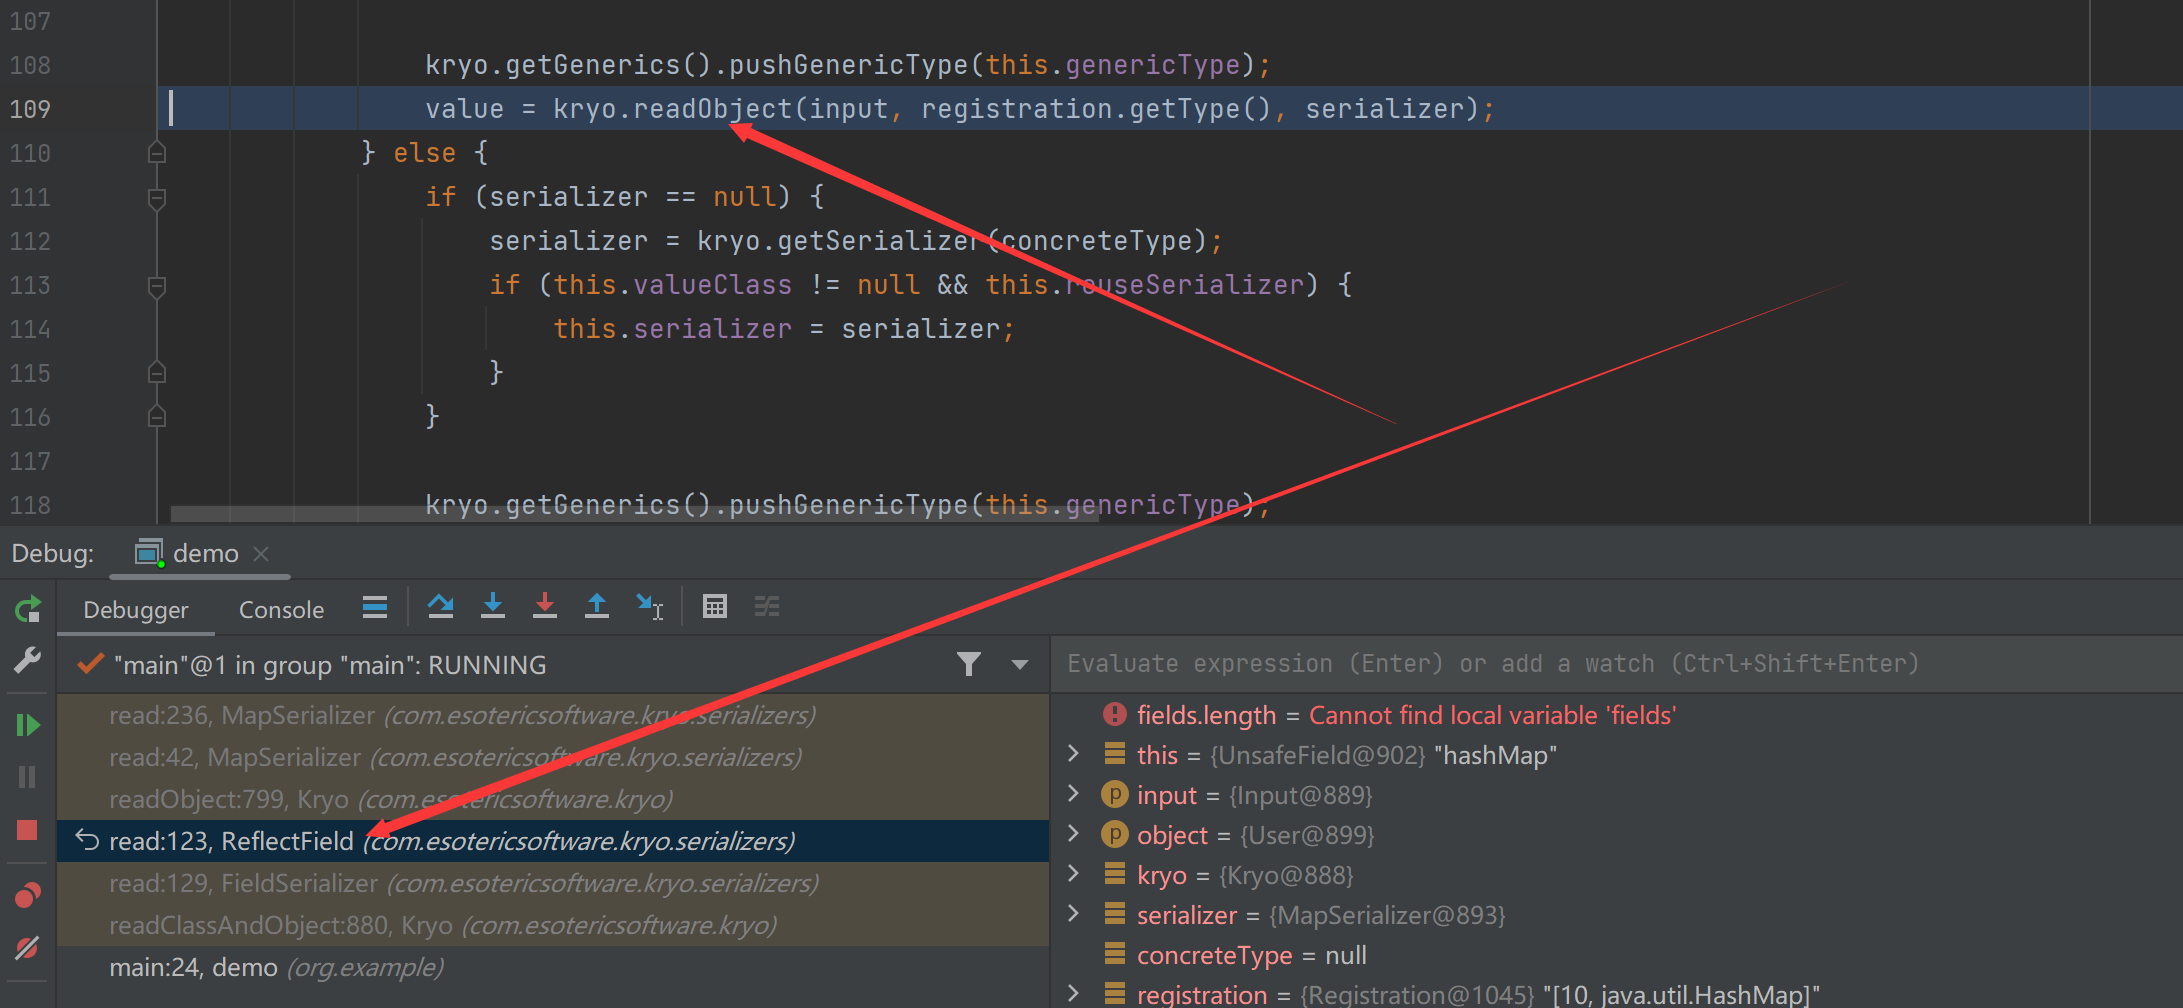 107
108 kryo.getGenerics().pushGenericType(this.genericType);
109 value = kryo.readObject(input, registration.getType(), serializer);
110 } else {
111 if (serializer == null) {
112 serializer = kryo.getSerializer(concreteType);
113 if (this.valueClass != null && this.reuseSerializer) {
114 this.serializer = serializer;
115 }
116 }
117
118 kryo.getGenerics().pushGenericType(this.genericType);
Debug: demo
Debugger Console
"main"@1 in group "main": RUNNING
Evaluate expression (Enter) or add a watch (Ctrl+Shift+Enter)
read:236, MapSerializer (com.esotericsoftware.kryo.serializers)
read:42, MapSerializer (com.esotericsoftware.kryo.serializers)
readObject:799, Kryo (com.esotericsoftware.kryo)
read:123, ReflectField (com.esotericsoftware.kryo.serializers)
read:129, FieldSerializer (com.esotericsoftware.kryo.serializers)
readClassAndObject:880, Kryo (com.esotericsoftware.kryo)
main:24, demo (org.example)
fields.length = Cannot find local variable 'fields'
this = {UnsafeField@902} "hashMap"
p input = {Input@889}
p object = {User@899}
kryo = {Kryo@888}
serializer = {MapSerializer@893}
concreteType = null
registration = {Registration@1045} "[10, java.util.HashMap]"